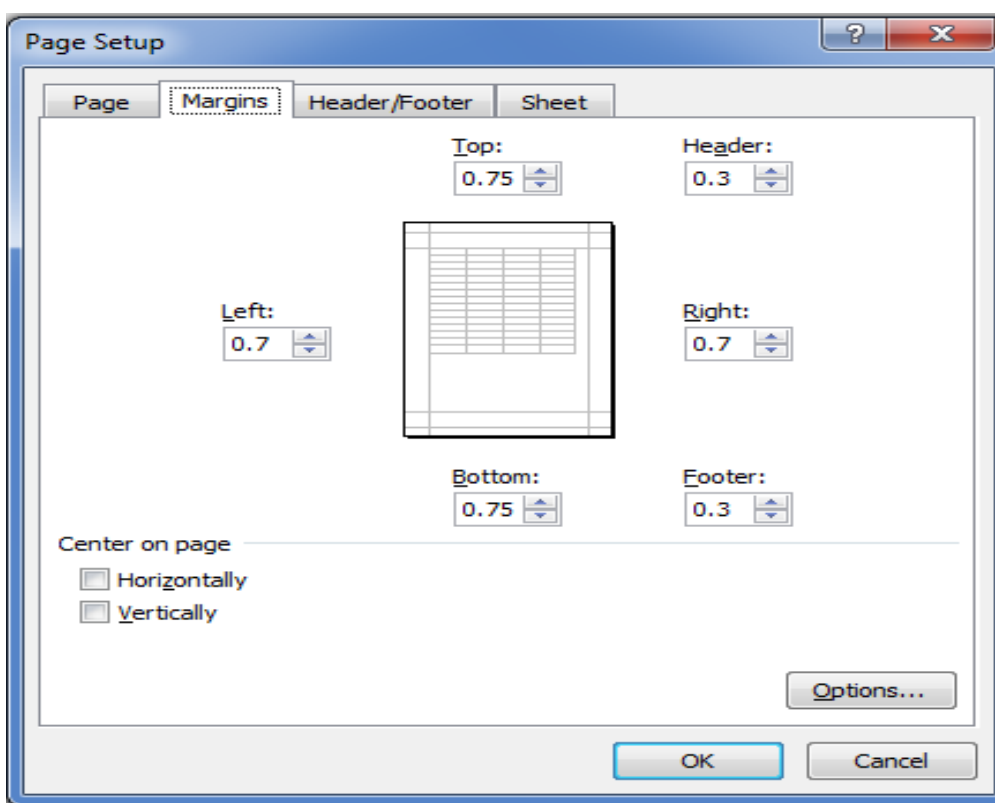 Page Setup
Page Margins Header/Footer Sheet
Top: Header:
0.75 0.3
Left: Right:
0.7 0.7
Bottom: Footer:
0.75 0.3
Center on page
Horizontally
Vertically
Options...
OK Cancel